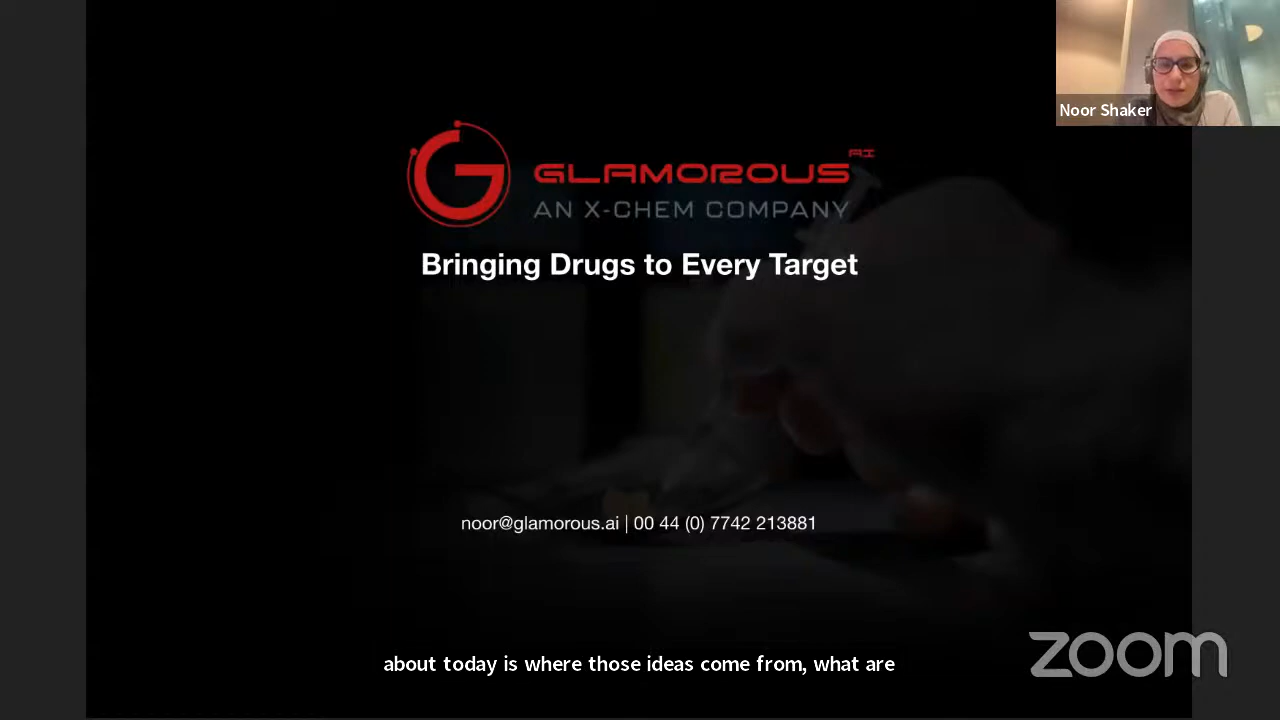 Noor Shaker
G
GLAMOROUS AI
AN X-CHEM COMPANY
Bringing Drugs to Every Target
noor@glamorous.ai | 00 44 (0) 7742 213881
about today is where those ideas come from, what are
zoom